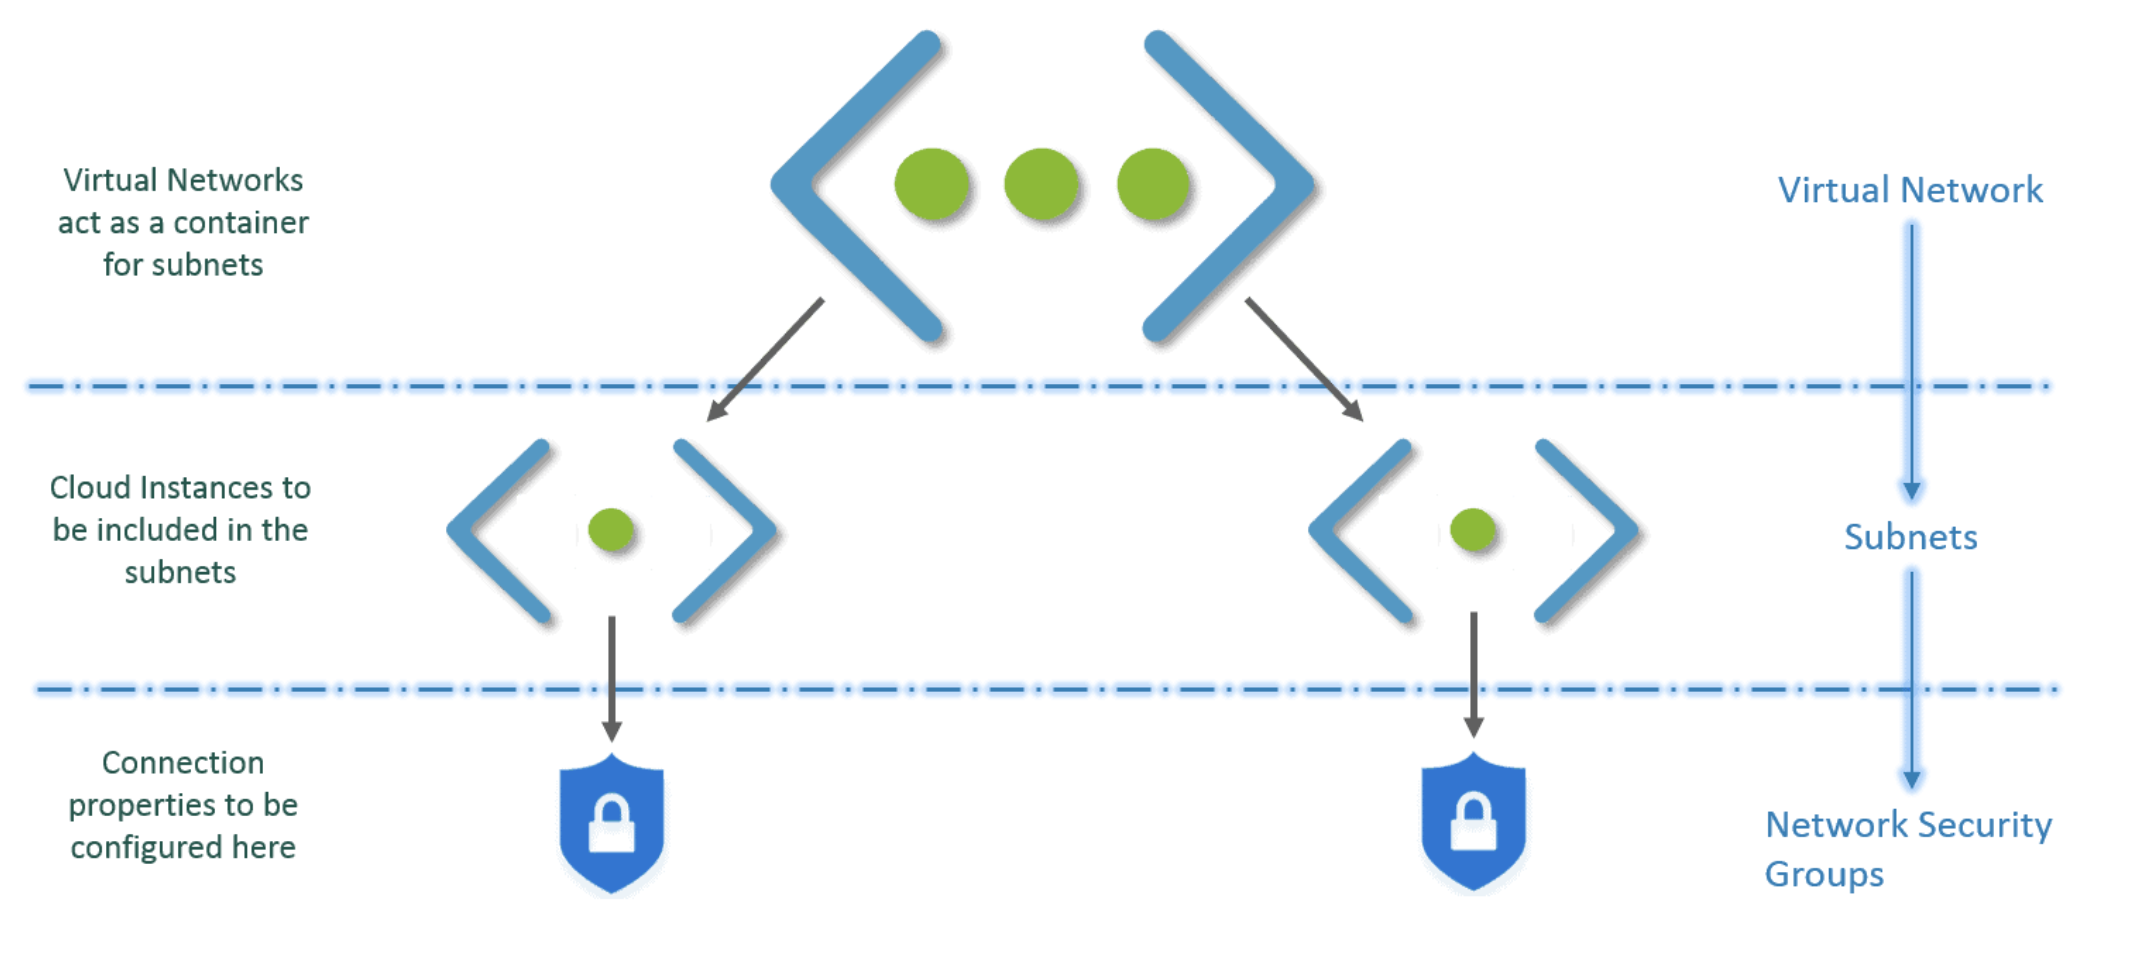 Virtual Networks
act as a container
for subnets
Virtual Network
Cloud Instances to
be included in the
subnets
Subnets
Connection
properties to be
configured here
Network Security
Groups